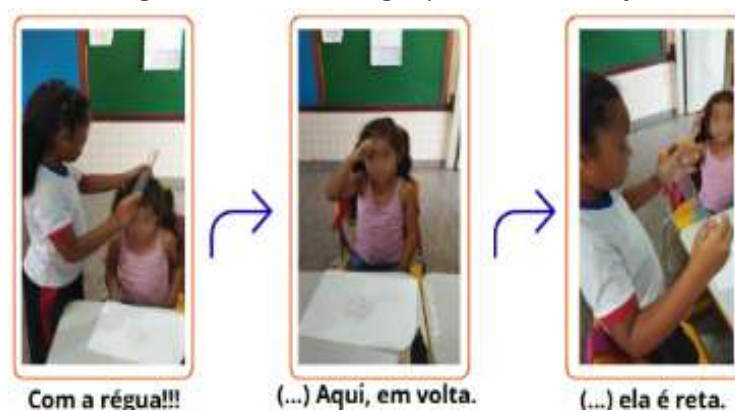 Com a régua!!!
(...) Aqui, em volta.
(...) ela é reta.